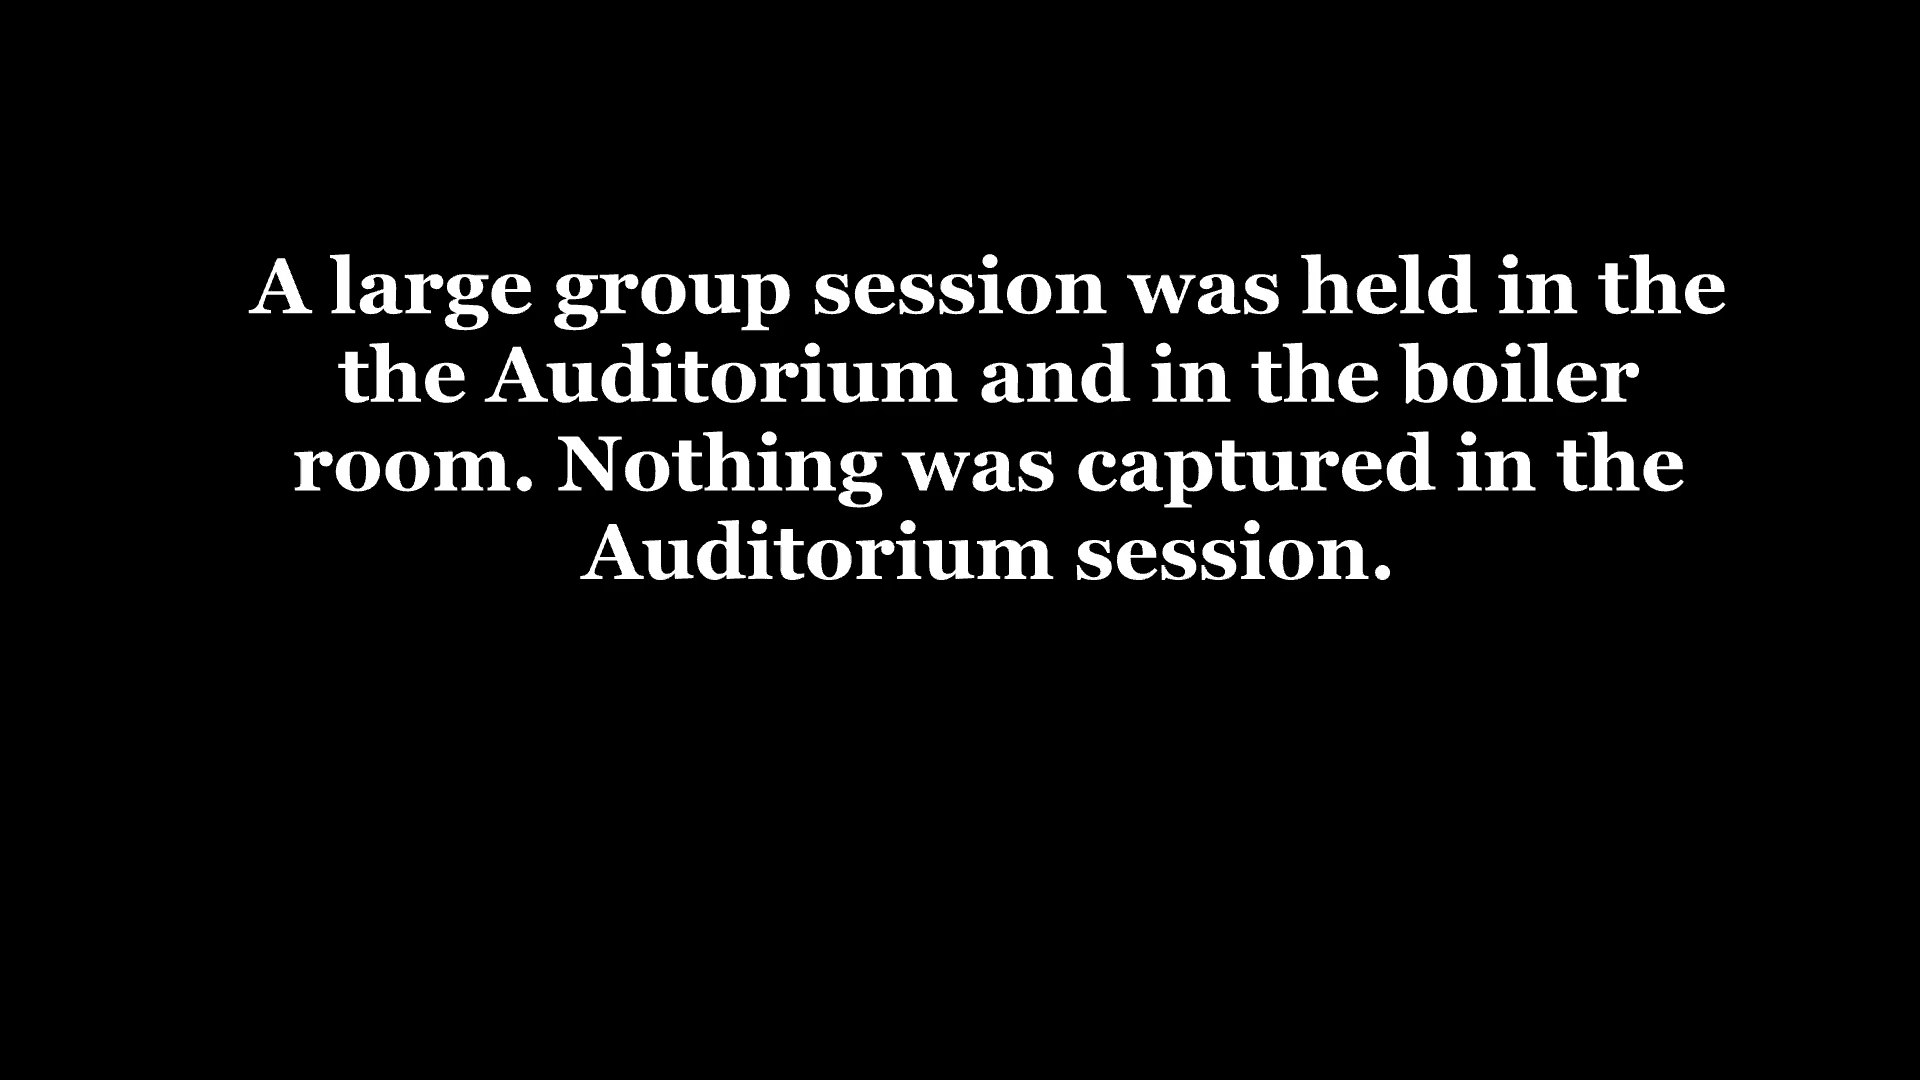 A large group session was held in the
the Auditorium and in the boiler
room. Nothing was captured in the
Auditorium session.